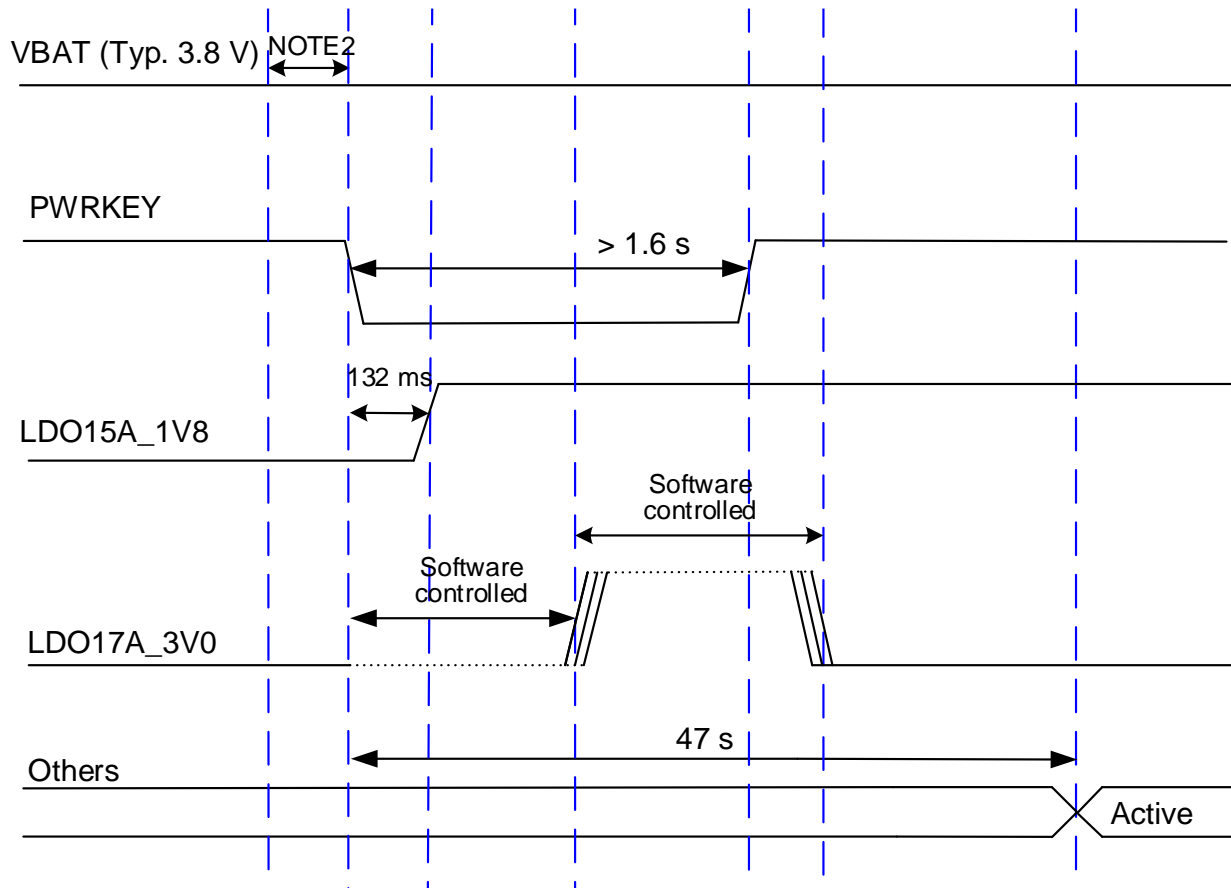 VBAT (Typ. 3.8 V)
NOTE2
PWRKEY
> 1.6 s
132 ms
LDO15A_1V8
Software
controlled
Software
controlled
LDO17A_3V0
47 s
Others
Active